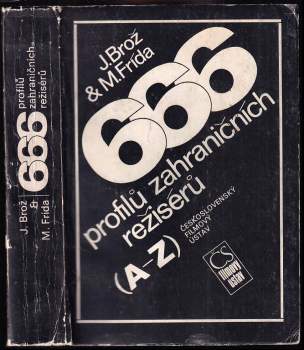 J. Brož
& M. Frída
666
profilů
zahraničních
režisérů
J. Brož
& M. Frída
666
profilů zahraničních
režisérů
(A–Z)
ČESKOSLOVENSKÝ
FILMOVÝ
ÚSTAV
ČS
filmový
ústav